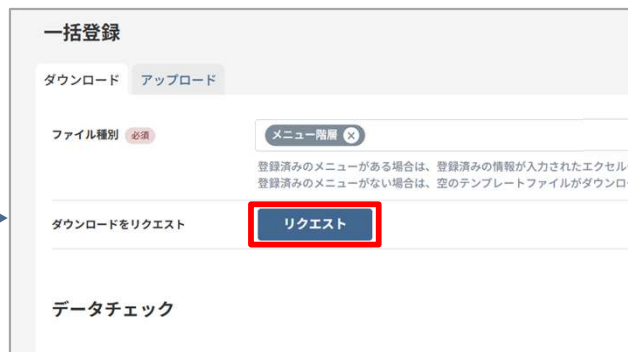 一括登録
ダウンロード アップロード
ファイル種別 必須 メニュー階層
登録済みのメニューがある場合は、登録済みの情報が入力されたエクセル
登録済みのメニューがない場合は、空のテンプレートファイルがダウンロ
ダウンロードをリクエスト リクエスト
データチェック